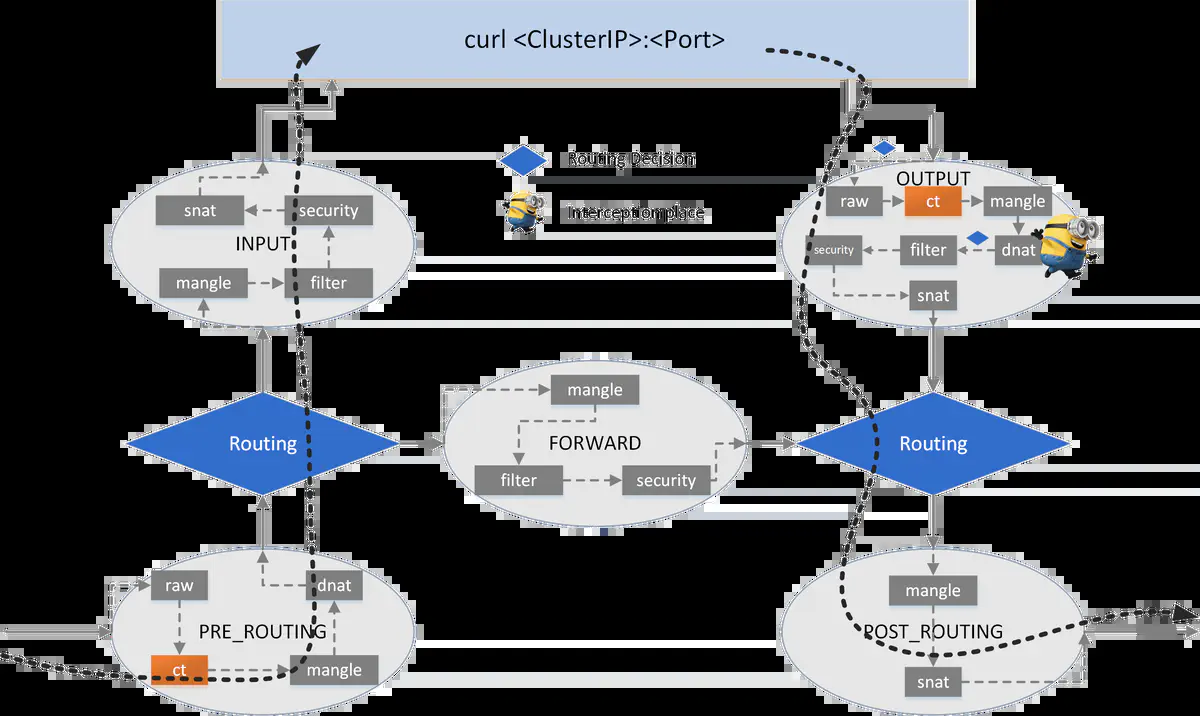 curl <ClusterIP>:<Port>
Routing Decision
Interception place
snat
security
INPUT
mangle
filter
OUTPUT
raw
ct
mangle
security
filter
dnat
snat
Routing
mangle
FORWARD
filter
security
Routing
raw
dnat
PRE_ROUTING
ct
mangle
mangle
POST_ROUTING
snat